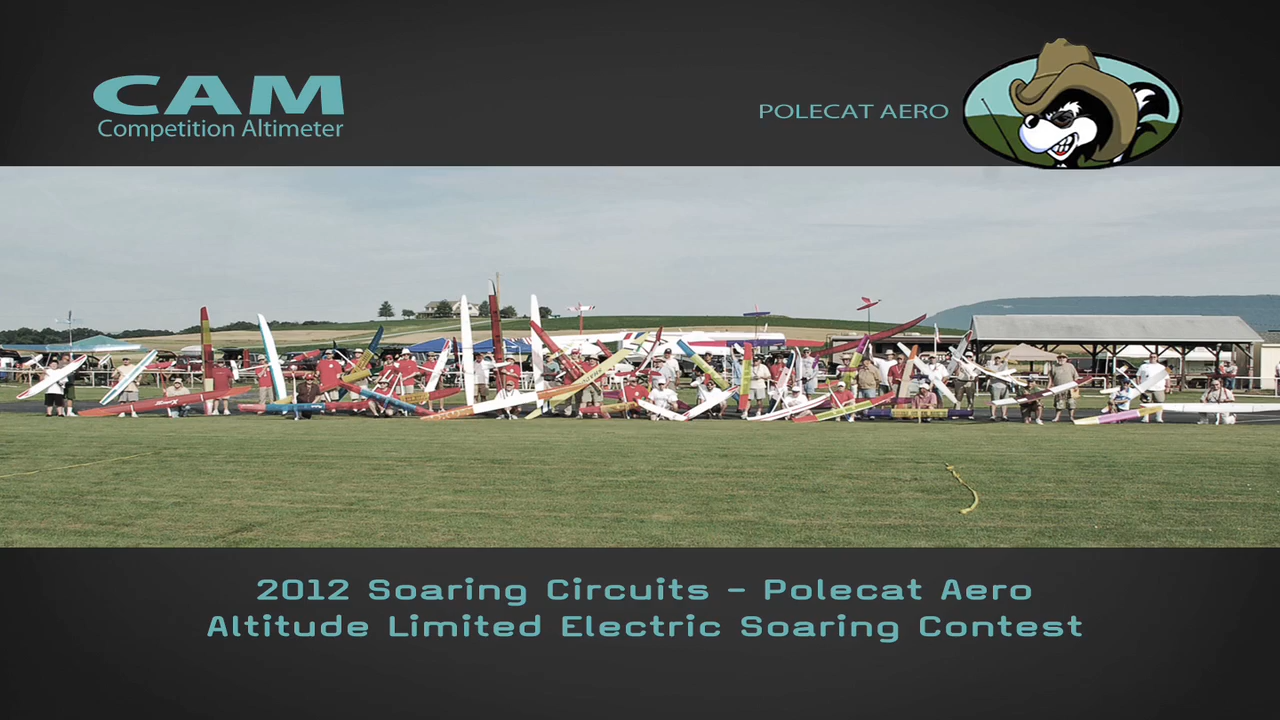 CAM
Competition Altimeter
POLECAT AERO
2012 Soaring Circuits - Polecat Aero
Altitude Limited Electric Soaring Contest